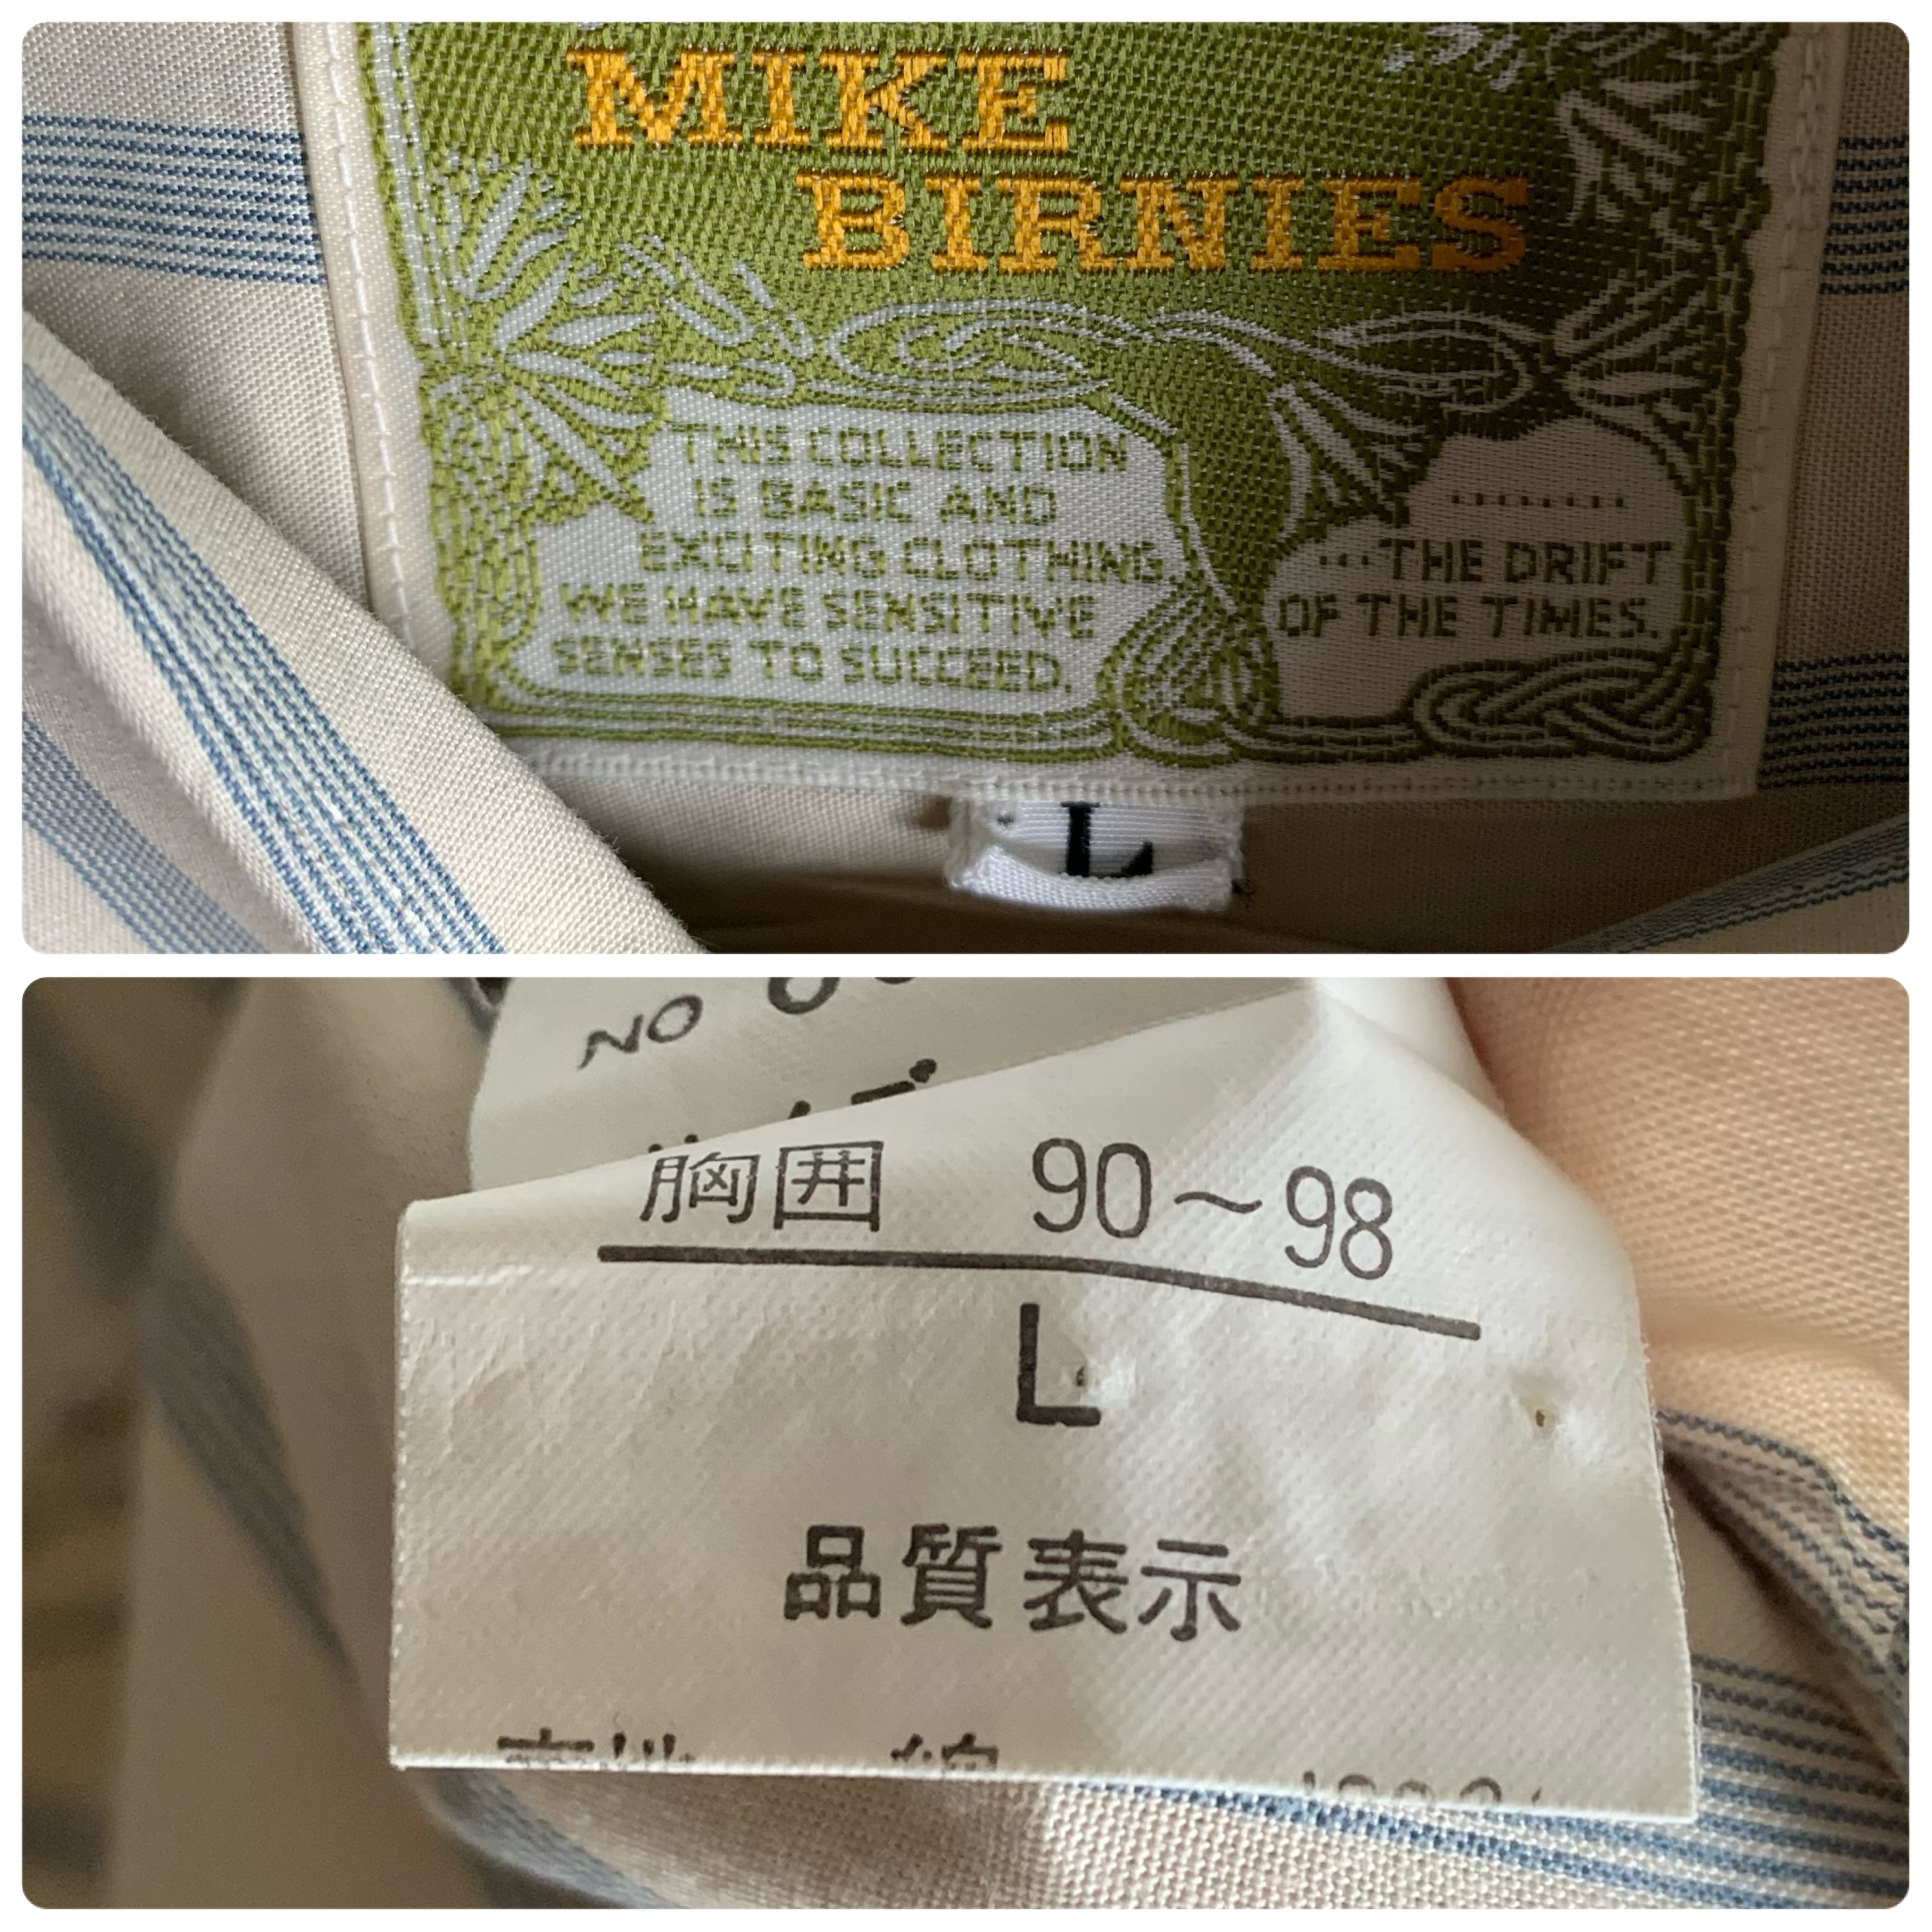 MIKE
BIRNIES
THIS COLLECTION
IS BASIC AND
EXCITING CLOTHING,
WE HAVE SENSITIVE
SENSES TO SUCCEED.
.........
...THE DRIFT
OF THE TIMES.
L
NO
胸囲 90~98
L
品質表示